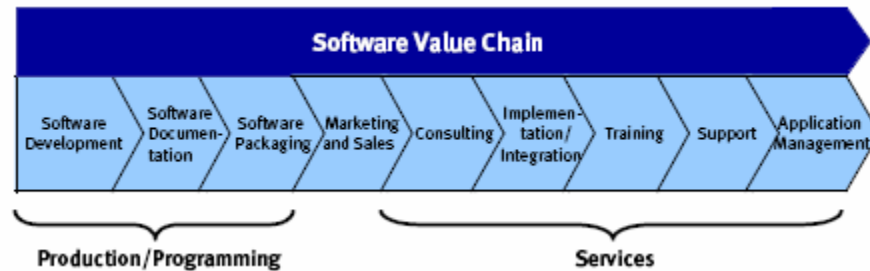 Software Value Chain
Software
Development
Software
Documen-
tation
Software
Packaging
Marketing
and Sales
Consulting
Implemen-
tation/
Integration
Training
Support
Application
Management
Production/Programming
Services